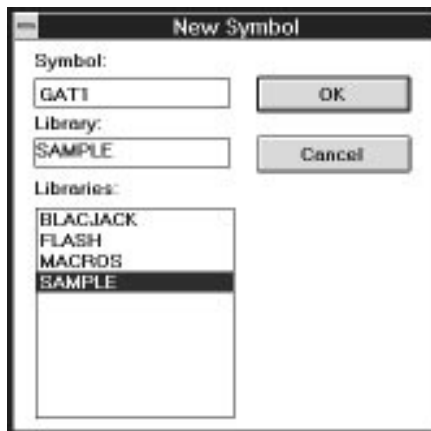 New Symbol
Symbol:
GAT1
OK
Library:
SAMPLE
Cancel
Libraries:
BLACJACK
FLASH
MACROS
SAMPLE